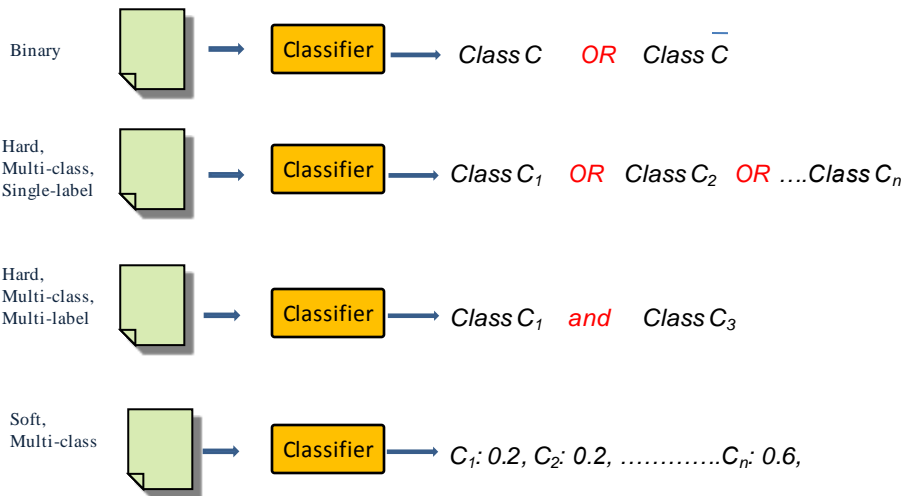 Binary
Classifier
Class C OR Class C̅
Hard,
Multi-class,
Single-label
Classifier
Class C₁ OR Class C₂ OR ....Class Cₙ
Hard,
Multi-class,
Multi-label
Classifier
Class C₁ and Class C₃
Soft,
Multi-class
Classifier
C₁: 0.2, C₂: 0.2, .............Cₙ: 0.6,